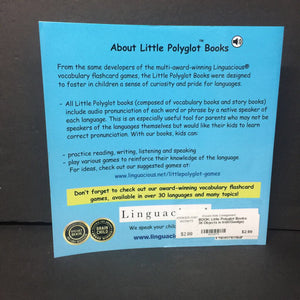 About Little Polyglot Books™
From the same developers of the multi-award-winning Linguacious®
vocabulary flashcard games, the Little Polyglot Books were designed
to foster in children a sense of curiosity and pride for languages.
- All Little Polyglot books (composed of vocabulary books and story books)
include audio pronunciation of each word or phrase by a native speaker of
each language. This is an especially useful tool for parents who may not be
speakers of the languages themselves but would like their kids to learn
correct pronunciation. With our books, kids can:
- practice reading, writing, listening and speaking
- play various games to reinforce their knowledge of the language.
For ideas, check out our suggested games at
www.linguacious.net/littlepolyglot-games
Don't forget to check out our award-winning vocabulary flashcard
games, available in over 30 languages and many topics!
Linguac
We speak your child
www.linguacious.
BRAIN
CHILD
BOOK: Little Polyglot Books
$2.99
$2.99